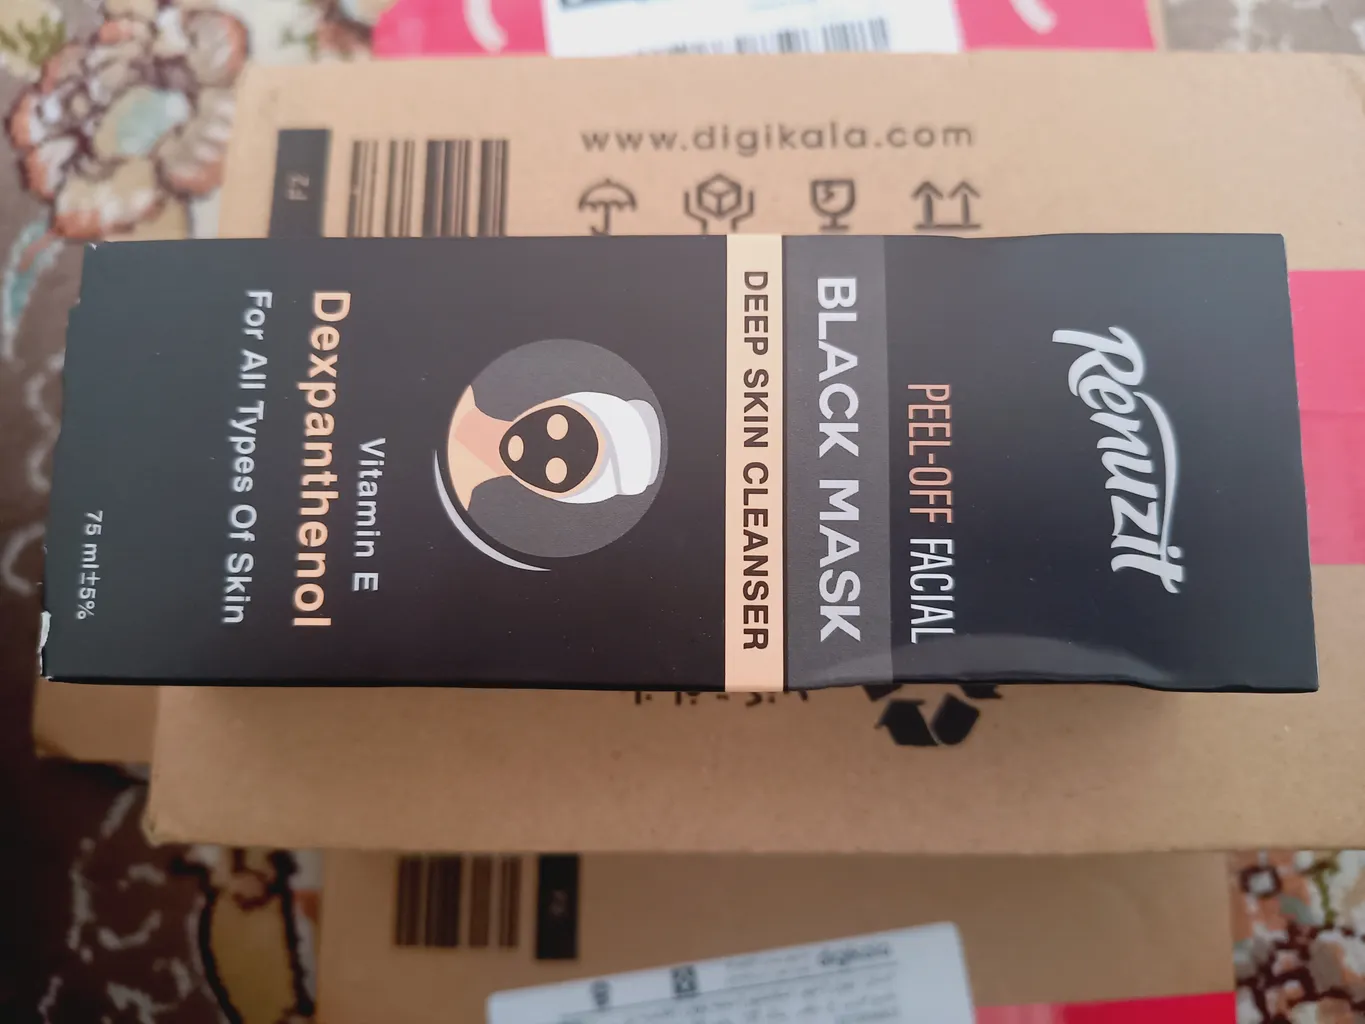 www.digikala.com
Renuzit
PEEL-OFF FACIAL
BLACK MASK
DEEP SKIN CLEANSER
Vitamin E
Dexpanthenol
For All Types Of Skin
75 ml±5%